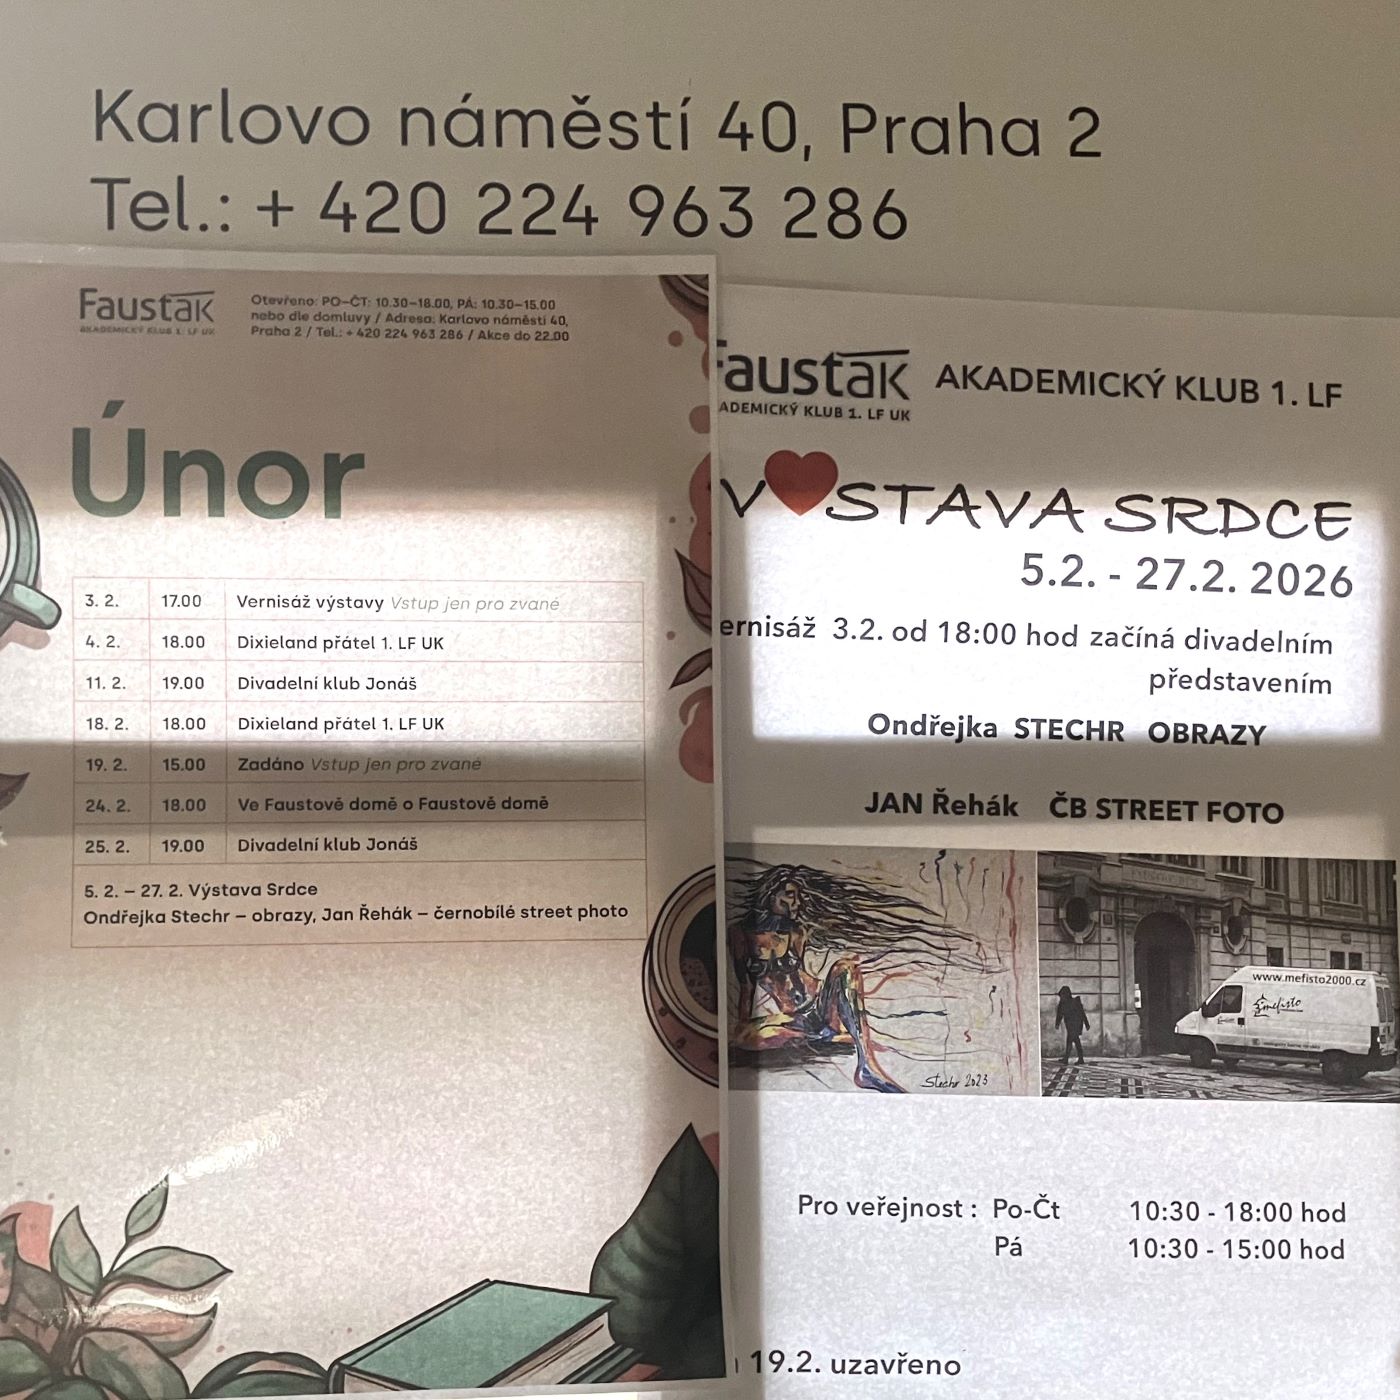 Karlovo náměstí 40, Praha 2
Tel.: + 420 224 963 286
Fausťák
AKADEMICKÝ KLUB 1. LF UK
Otevřeno: PO–ČT: 10.30–18.00, PÁ: 10.30–15.00
nebo dle domluvy / Adresa: Karlovo náměstí 40,
Praha 2 / Tel.: + 420 224 963 286 / Akce do 22.00
Únor
3. 2. 17.00 Vernisáž výstavy Vstup jen pro zvané
4. 2. 18.00 Dixieland přátel 1. LF UK
11. 2. 19.00 Divadelní klub Jonáš
18. 2. 18.00 Dixieland přátel 1. LF UK
19. 2. 15.00 Zadáno Vstup jen pro zvané
24. 2. 18.00 Ve Faustově domě o Faustově domě
25. 2. 19.00 Divadelní klub Jonáš
5. 2. – 27. 2. Výstava Srdce
Ondřejka Stechr – obrazy, Jan Řehák – černobílé street photo
Fausťák
ADEMICKÝ KLUB 1. LF UK
AKADEMICKÝ KLUB 1. LF
V❤STAVA SRDCE
5.2. - 27.2. 2026
ernisáž 3.2. od 18:00 hod začíná divadelním
představením
Ondřejka STECHR OBRAZY
JAN Řehák ČB STREET FOTO
Stechr 2023
www.mefisto2000.cz
mefisto
Pro veřejnost : Po-Čt 10:30 - 18:00 hod
Pá 10:30 - 15:00 hod
19.2. uzavřeno